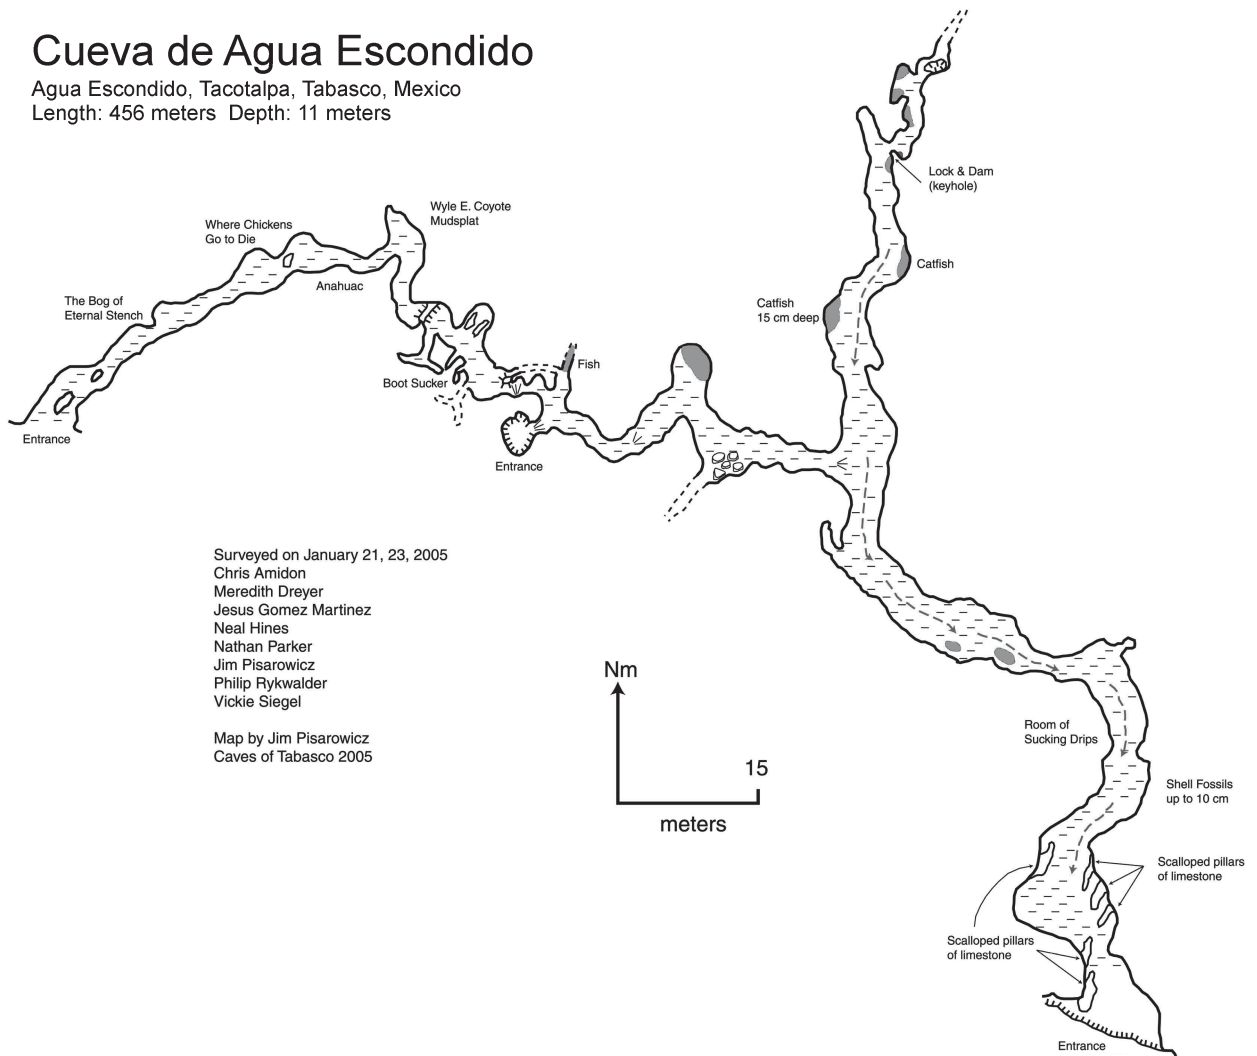 Cueva de Agua Escondido
Agua Escondido, Tacotalpa, Tabasco, Mexico
Length: 456 meters Depth: 11 meters
Lock & Dam
(keyhole)
Wyle E. Coyote
Mudsplat
Where Chickens
Go to Die
Catfish
Anahuac
The Bog of
Eternal Stench
Catfish
15 cm deep
Fish
Boot Sucker
Entrance
Entrance
Surveyed on January 21, 23, 2005
Chris Amidon
Meredith Dreyer
Jesus Gomez Martinez
Neal Hines
Nathan Parker
Jim Pisarowicz
Philip Rykwalder
Vickie Siegel
Map by Jim Pisarowicz
Caves of Tabasco 2005
Nm
15
meters
Room of
Sucking Drips
Shell Fossils
up to 10 cm
Scalloped pillars
of limestone
Scalloped pillars
of limestone
Entrance